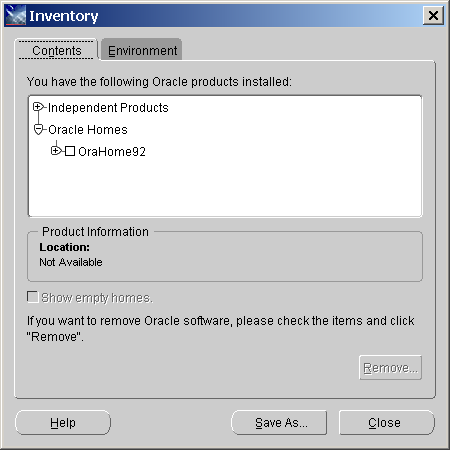 Inventory
Contents
Environment
You have the following Oracle products installed:
Independent Products
Oracle Homes
OraHome92
Product Information
Location:
Not Available
Show empty homes.
If you want to remove Oracle software, please check the items and click
"Remove".
Remove...
Help
Save As...
Close